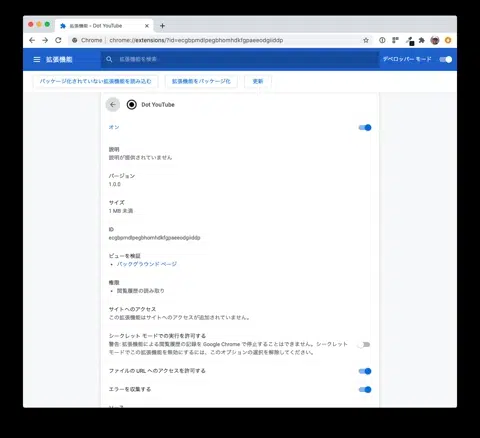 拡張機能 - Dot YouTube
Chrome | chrome://extensions/?id=ecgbpmdlpegbhomhdkfgpaeeodgiiddp
拡張機能
拡張機能を検索
デベロッパー モード
パッケージ化されていない拡張機能を読み込む
拡張機能をパッケージ化
更新
Dot YouTube
オン
説明
説明が提供されていません
バージョン
1.0.0
サイズ
1 MB 未満
ID
ecgbpmdlpegbhomhdkfgpaeeodgiiddp
ビューを検証
バックグラウンド ページ
権限
閲覧履歴の読み取り
サイトへのアクセス
この拡張機能はサイトへのアクセスが追加されていません。
シークレット モードでの実行を許可する
警告: 拡張機能による閲覧履歴の記録を Google Chrome で停止することはできません。シークレット
モードでこの拡張機能を無効にするには、このオプションの選択を解除してください。
ファイルの URL へのアクセスを許可する
エラーを収集する